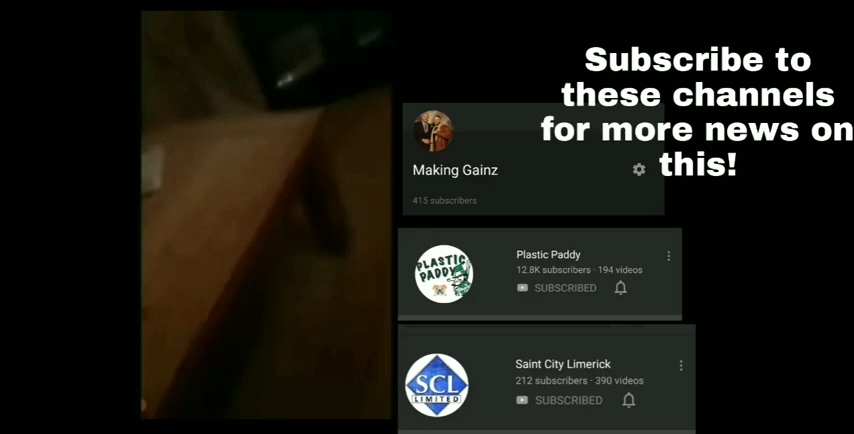 Subscribe to
these channels
for more news on
this!
Making Gainz
415 subscribers
PLASTIC
PADDY
Plastic Paddy
12.8K subscribers · 194 videos
SUBSCRIBED
SCL
LIMITED
Saint City Limerick
212 subscribers · 390 videos
SUBSCRIBED